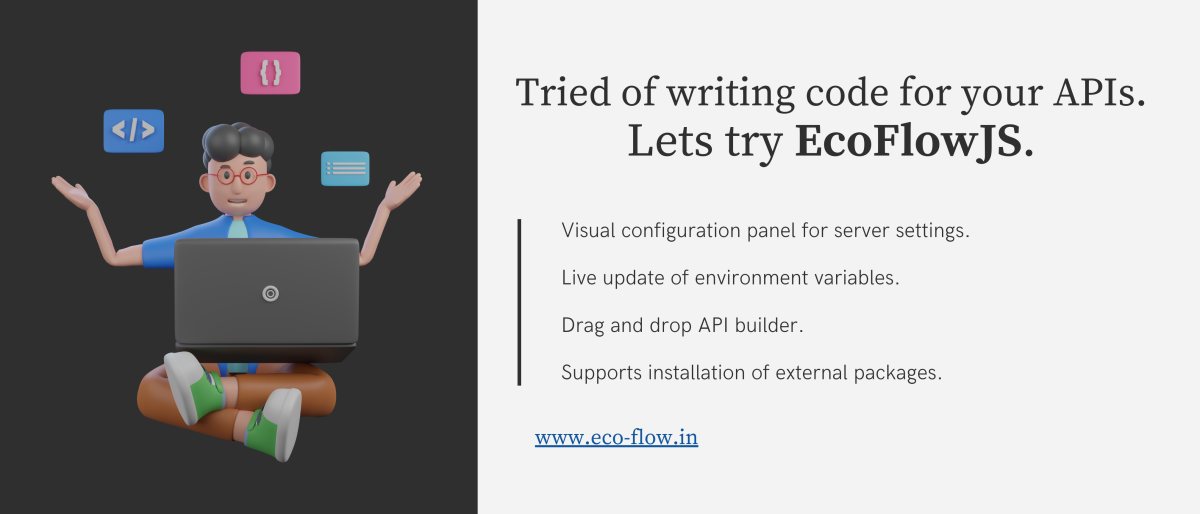 {}
</>
Tried of writing code for your APIs.
Lets try EcoFlowJS.
Visual configuration panel for server settings.
Live update of environment variables.
Drag and drop API builder.
Supports installation of external packages.
www.eco-flow.in